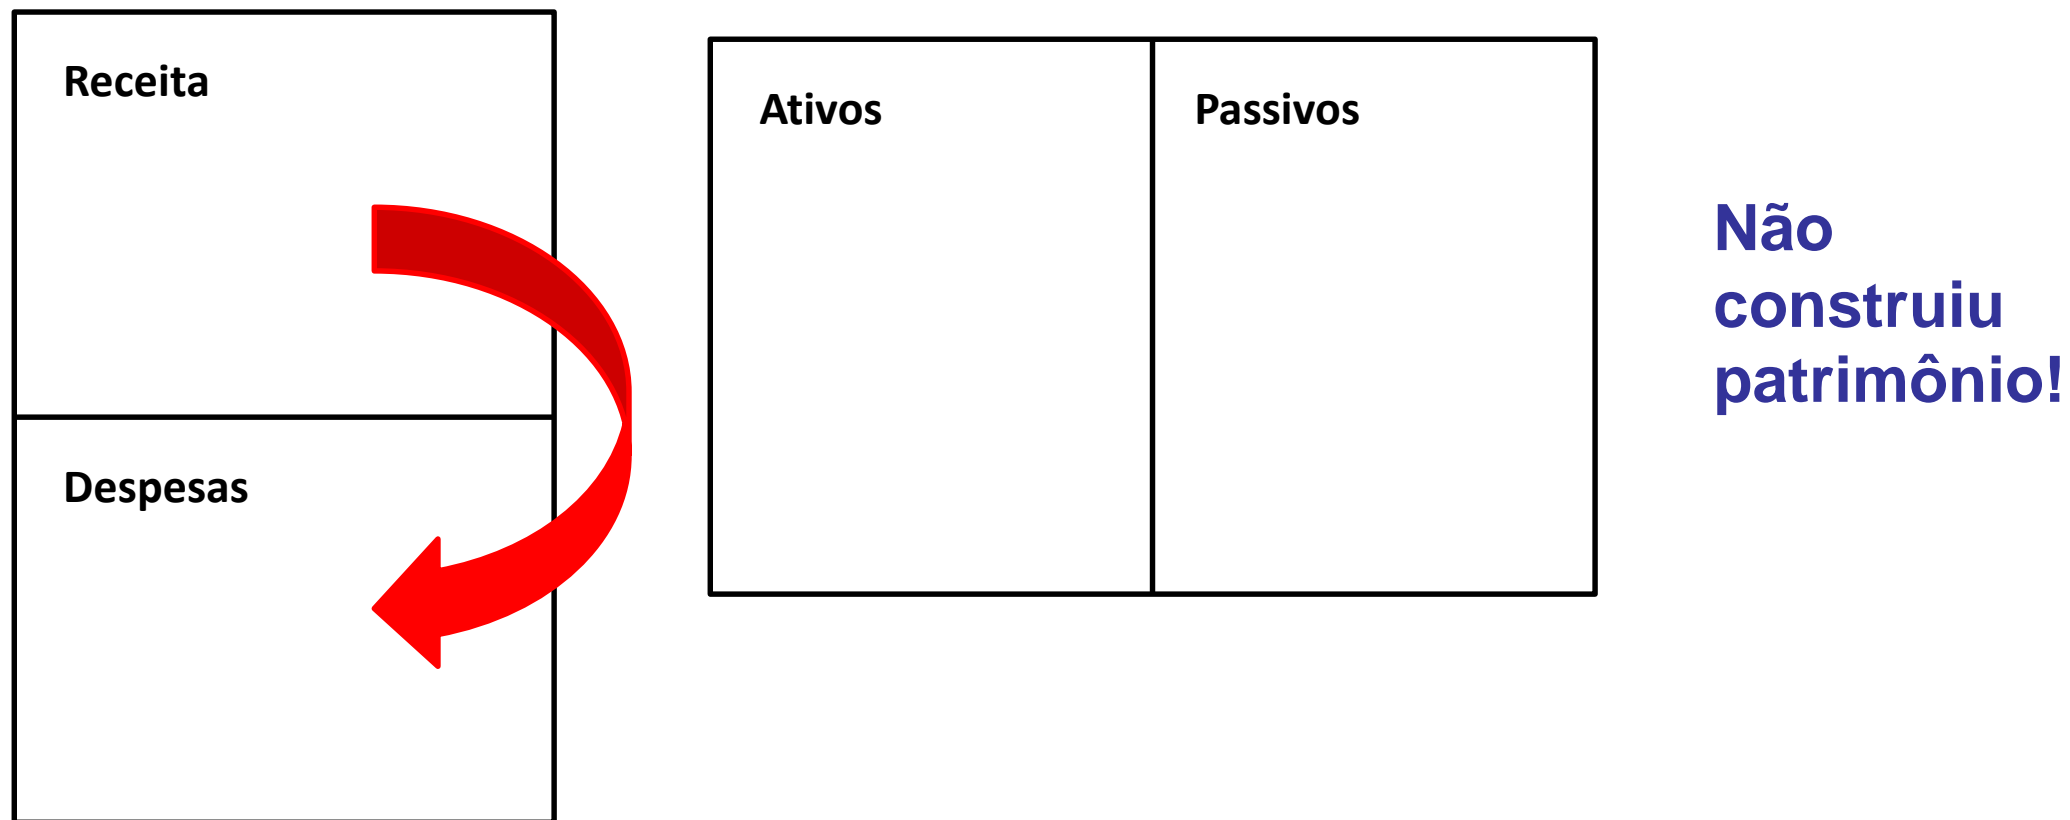 Receita
Despesas
Ativos
Passivos
Não
construiu
patrimônio!